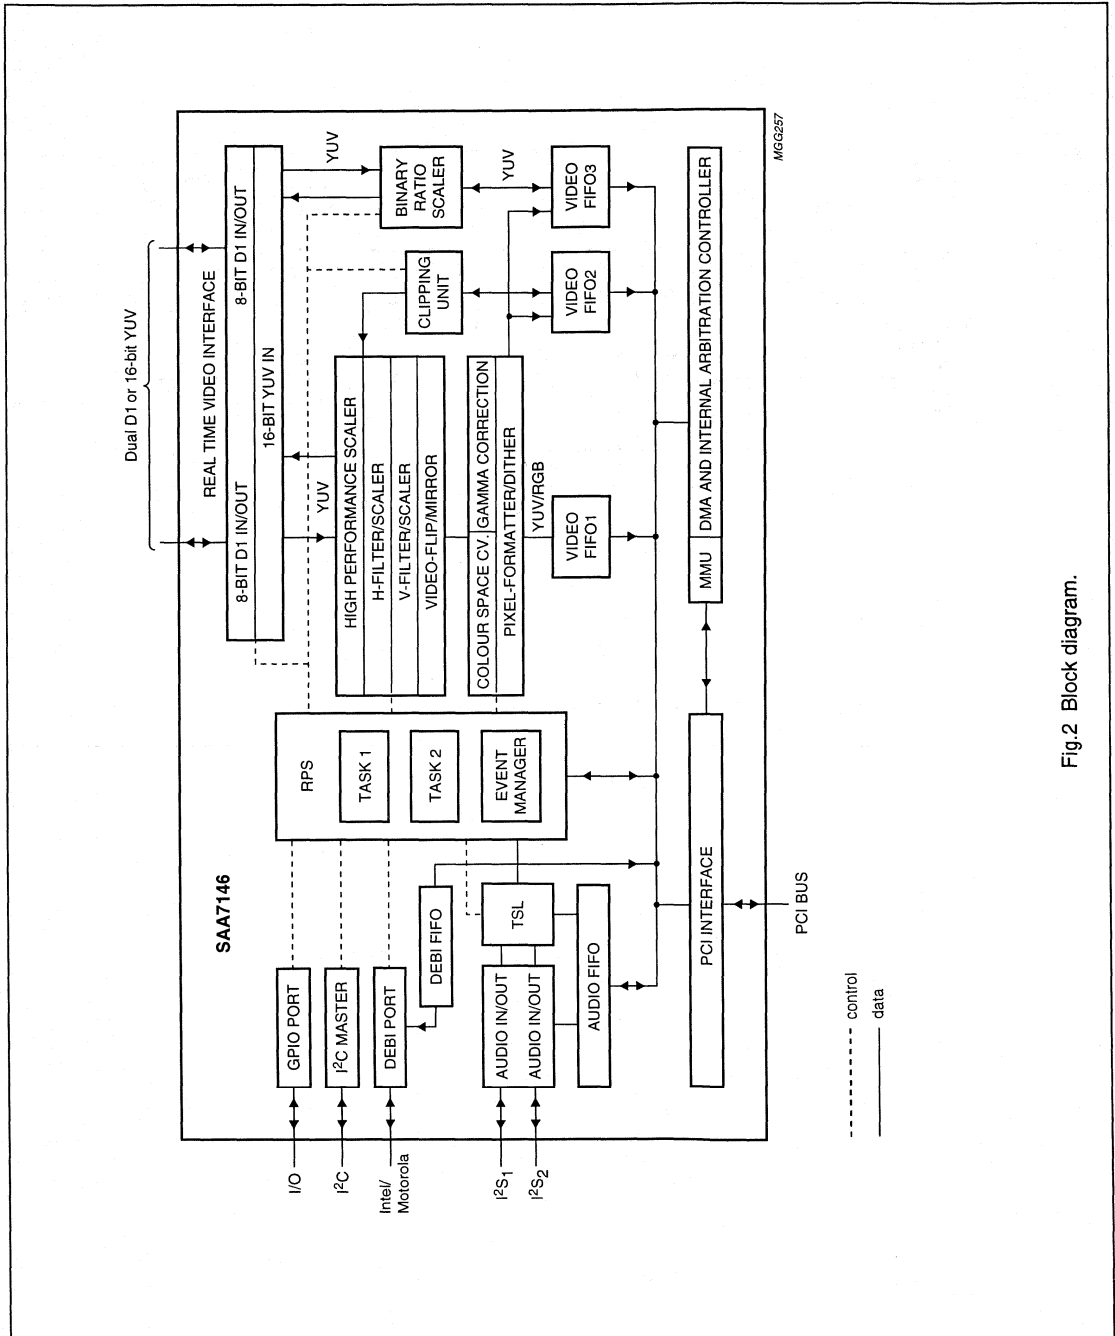 Dual D1 or 16-bit YUV
REAL TIME VIDEO INTERFACE
8-BIT D1 IN/OUT
8-BIT D1 IN/OUT
16-BIT YUV IN
SAA7146
YUV
YUV
I/O
I²C
Intel/
Motorola
I²S1
I²S2
GPIO PORT
I²C MASTER
DEBI PORT
DEBI FIFO
AUDIO IN/OUT
AUDIO IN/OUT
TSL
AUDIO FIFO
RPS
TASK 1
TASK 2
EVENT
MANAGER
HIGH PERFORMANCE SCALER
H-FILTER/SCALER
V-FILTER/SCALER
VIDEO-FLIP/MIRROR
CLIPPING
UNIT
BINARY
RATIO
SCALER
COLOUR SPACE CV.
GAMMA CORRECTION
PIXEL-FORMATTER/DITHER
YUV/RGB
YUV
VIDEO
FIFO1
VIDEO
FIFO2
VIDEO
FIFO3
PCI INTERFACE
MMU
DMA AND INTERNAL ARBITRATION CONTROLLER
PCI BUS
MGG257
control
data
Fig.2 Block diagram.